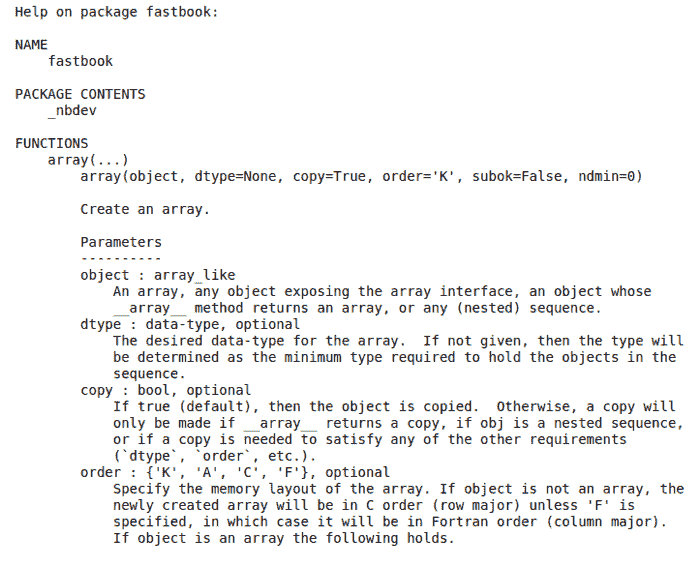 Help on package fastbook:

NAME
    fastbook

PACKAGE CONTENTS
    _nbdev

FUNCTIONS
    array(...)
        array(object, dtype=None, copy=True, order='K', subok=False, ndmin=0)

        Create an array.

        Parameters
        ----------
        object : array_like
            An array, any object exposing the array interface, an object whose
            __array__ method returns an array, or any (nested) sequence.
        dtype : data-type, optional
            The desired data-type for the array.  If not given, then the type will
            be determined as the minimum type required to hold the objects in the
            sequence.
        copy : bool, optional
            If true (default), then the object is copied.  Otherwise, a copy will
            only be made if __array__ returns a copy, if obj is a nested sequence,
            or if a copy is needed to satisfy any of the other requirements
            (`dtype`, `order`, etc.).
        order : {'K', 'A', 'C', 'F'}, optional
            Specify the memory layout of the array. If object is not an array, the
            newly created array will be in C order (row major) unless 'F' is
            specified, in which case it will be in Fortran order (column major).
            If object is an array the following holds.